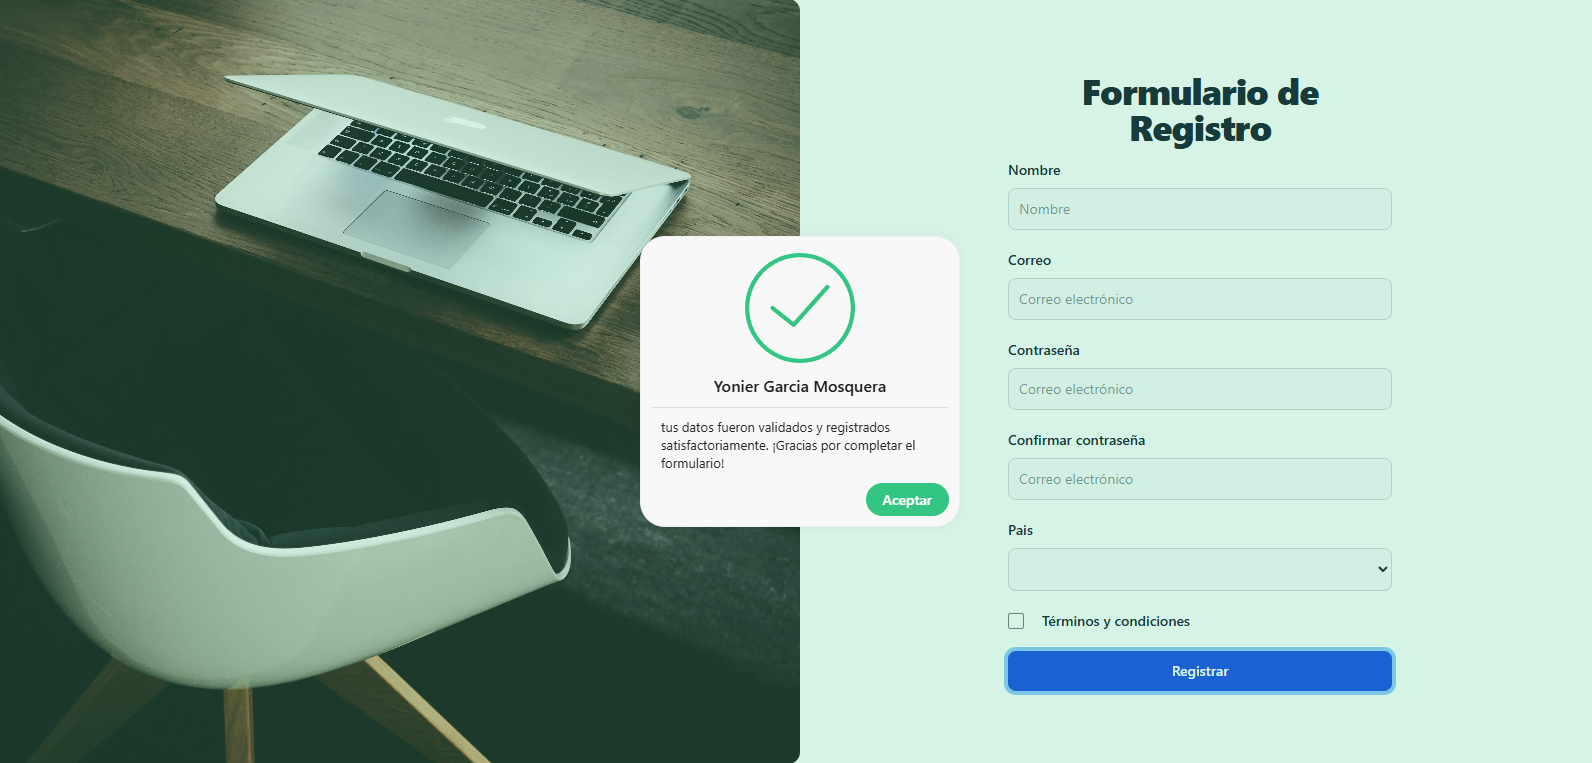 Formulario de
Registro
Nombre
Nombre
Correo
Correo electrónico
Contraseña
Correo electrónico
Confirmar contraseña
Correo electrónico
Pais
Términos y condiciones
Registrar
Yonier Garcia Mosquera
tus datos fueron validados y registrados
satisfactoriamente. ¡Gracias por completar el
formulario!
Aceptar